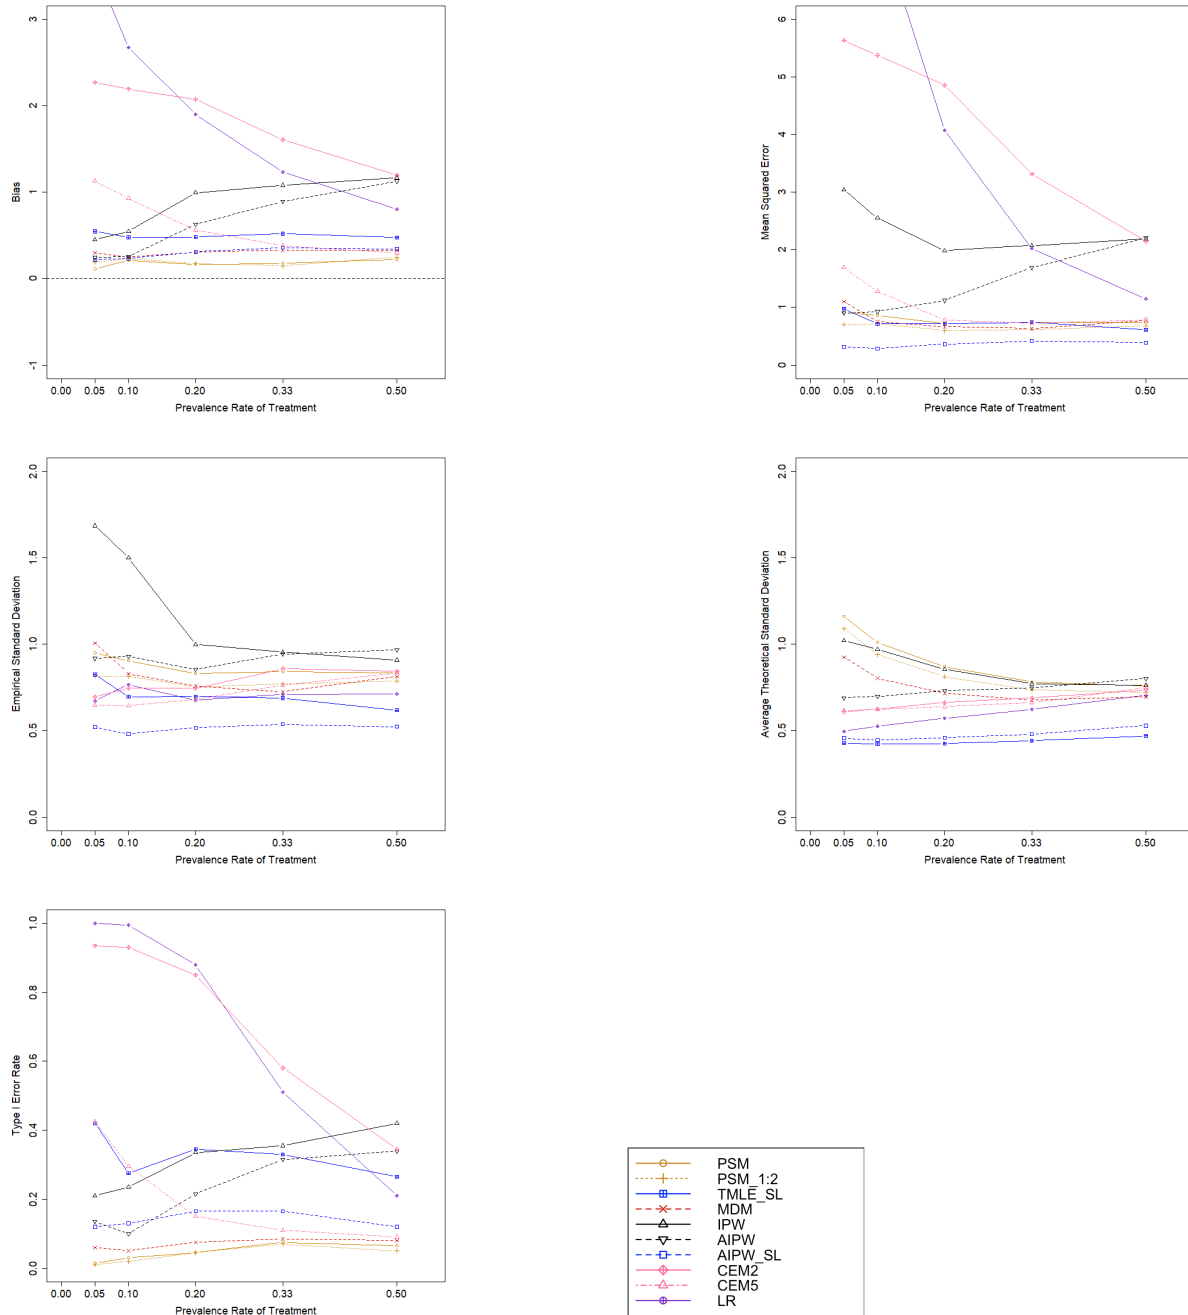 3
2
1
0
-1
Bias
0.00 0.05 0.10 0.20 0.33 0.50
Prevalence Rate of Treatment
6
5
4
3
2
1
0
Mean Squared Error
0.00 0.05 0.10 0.20 0.33 0.50
Prevalence Rate of Treatment
2.0
1.5
1.0
0.5
0.0
Empirical Standard Deviation
0.00 0.05 0.10 0.20 0.33 0.50
Prevalence Rate of Treatment
2.0
1.5
1.0
0.5
0.0
Average Theoretical Standard Deviation
0.00 0.05 0.10 0.20 0.33 0.50
Prevalence Rate of Treatment
1.0
0.8
0.6
0.4
0.2
0.0
Type I Error Rate
0.00 0.05 0.10 0.20 0.33 0.50
Prevalence Rate of Treatment
PSM
PSM_1:2
TMLE_SL
MDM
IPW
AIPW
AIPW_SL
CEM2
CEM5
LR